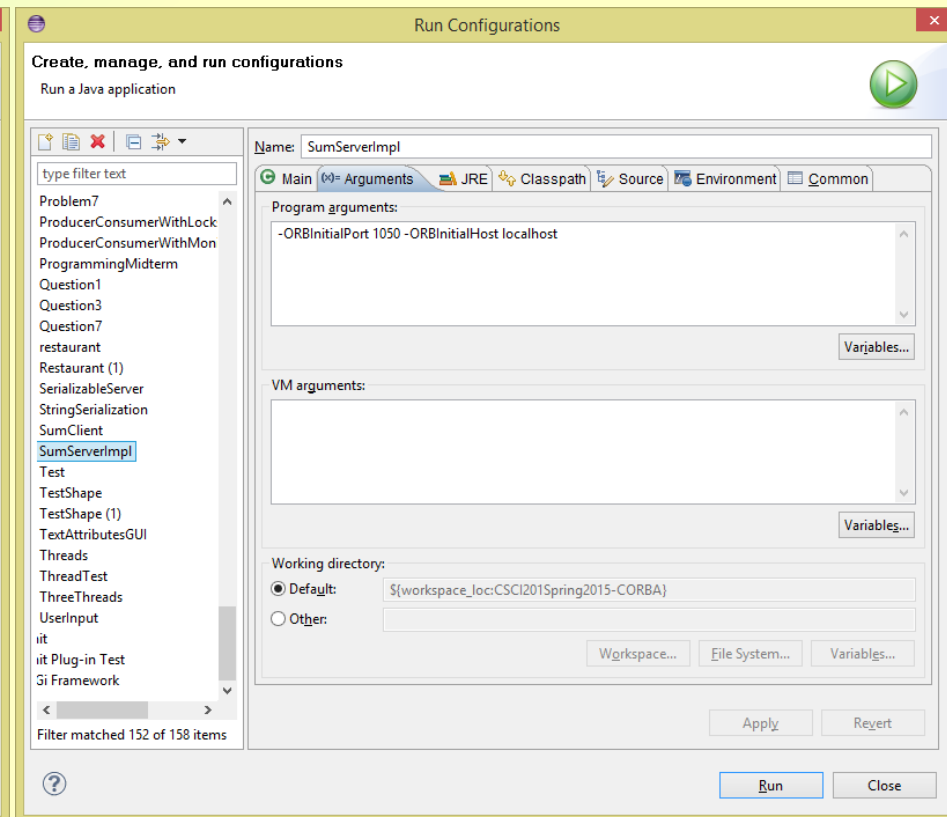 Run Configurations
Create, manage, and run configurations
Run a Java application
type filter text
Problem7
ProducerConsumerWithLock
ProducerConsumerWithMon
ProgrammingMidterm
Question1
Question3
Question7
restaurant
Restaurant (1)
SerializableServer
StringSerialization
SumClient
SumServerImpl
Test
TestShape
TestShape (1)
TextAttributesGUI
Threads
ThreadTest
ThreeThreads
UserInput
it
it Plug-in Test
Gi Framework
Filter matched 152 of 158 items
Name: SumServerImpl
Main (x)= Arguments JRE Classpath Source Environment Common
Program arguments:
-ORBInitialPort 1050 -ORBInitialHost localhost
Variables...
VM arguments:
Variables...
Working directory:
Default: ${workspace_loc:CSCI201Spring2015-CORBA}
Other:
Workspace... File System... Variables...
Apply Revert
Run Close